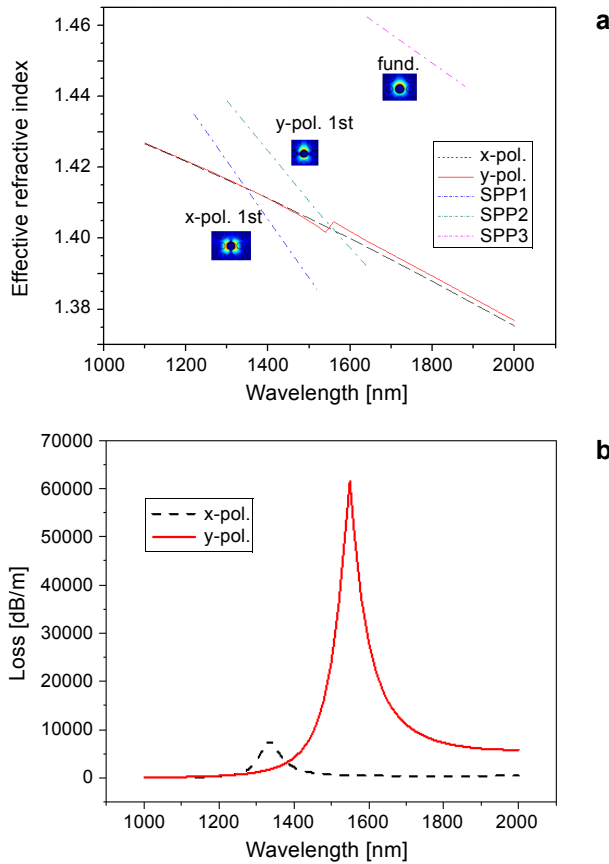 a
1.46
1.44
1.42
1.40
1.38
Effective refractive index
fund.
y-pol. 1st
x-pol. 1st
x-pol.
y-pol.
SPP1
SPP2
SPP3
1000 1200 1400 1600 1800 2000
Wavelength [nm]
b
70000
60000
50000
40000
30000
20000
10000
0
Loss [dB/m]
x-pol.
y-pol.
1000 1200 1400 1600 1800 2000
Wavelength [nm]